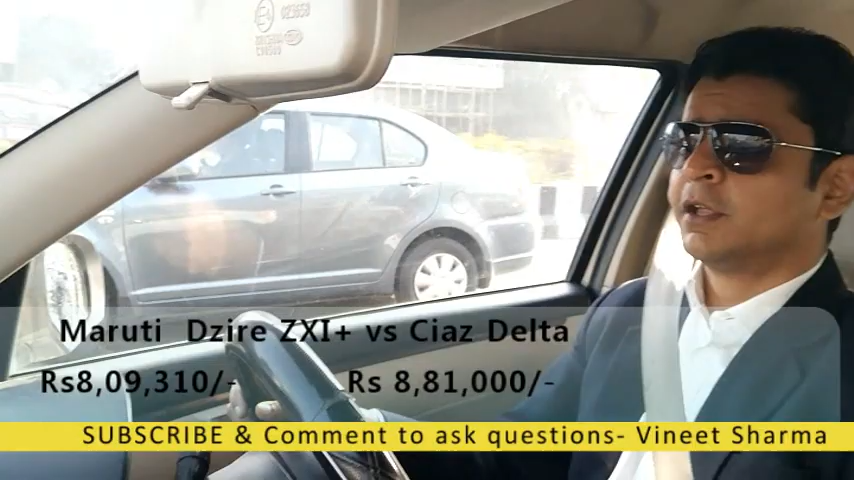 023650
Maruti Dzire ZXI+ vs Ciaz Delta
Rs8,09,310/- Rs 8,81,000/-
SUBSCRIBE & Comment to ask questions- Vineet Sharma